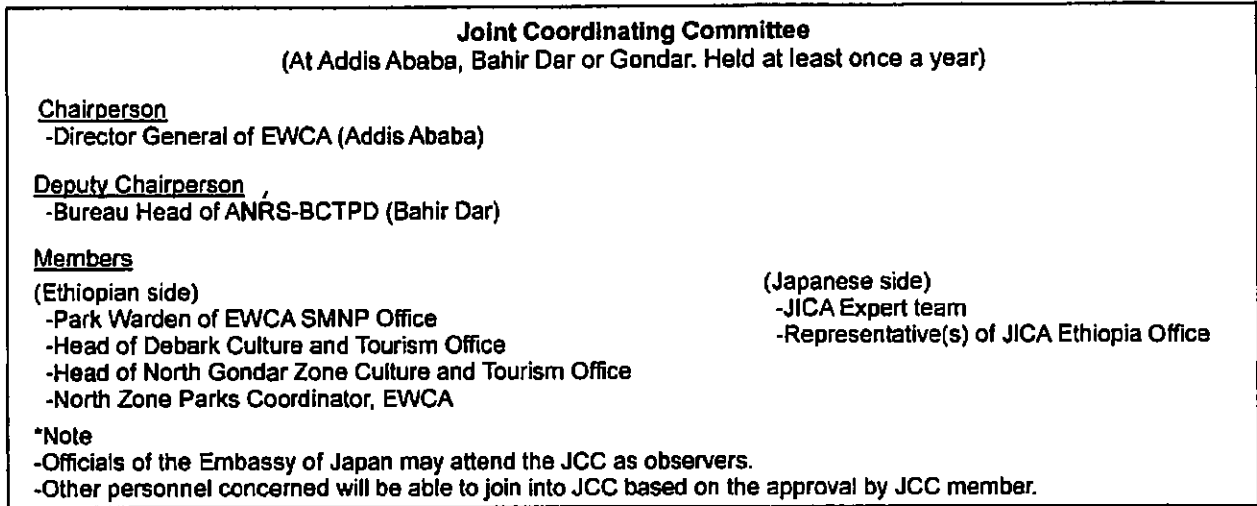 Joint Coordinating Committee
(At Addis Ababa, Bahir Dar or Gondar. Held at least once a year)
Chairperson
-Director General of EWCA (Addis Ababa)
Deputy Chairperson
-Bureau Head of ANRS-BCTPD (Bahir Dar)
Members
(Ethiopian side)
-Park Warden of EWCA SMNP Office
-Head of Debark Culture and Tourism Office
-Head of North Gondar Zone Culture and Tourism Office
-North Zone Parks Coordinator, EWCA
(Japanese side)
-JICA Expert team
-Representative(s) of JICA Ethiopia Office
*Note
-Officials of the Embassy of Japan may attend the JCC as observers.
-Other personnel concerned will be able to join into JCC based on the approval by JCC member.